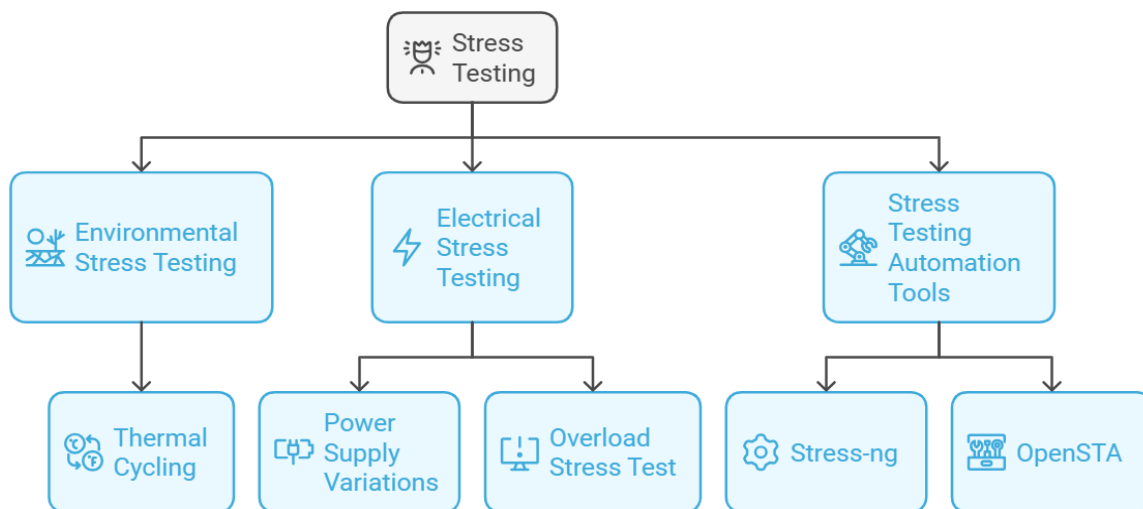 Stress
Testing
Environmental
Stress Testing
Electrical
Stress
Testing
Stress
Testing
Automation
Tools
Thermal
Cycling
°C
°F
Power
Supply
Variations
Overload
Stress Test
Stress-ng
OpenSTA